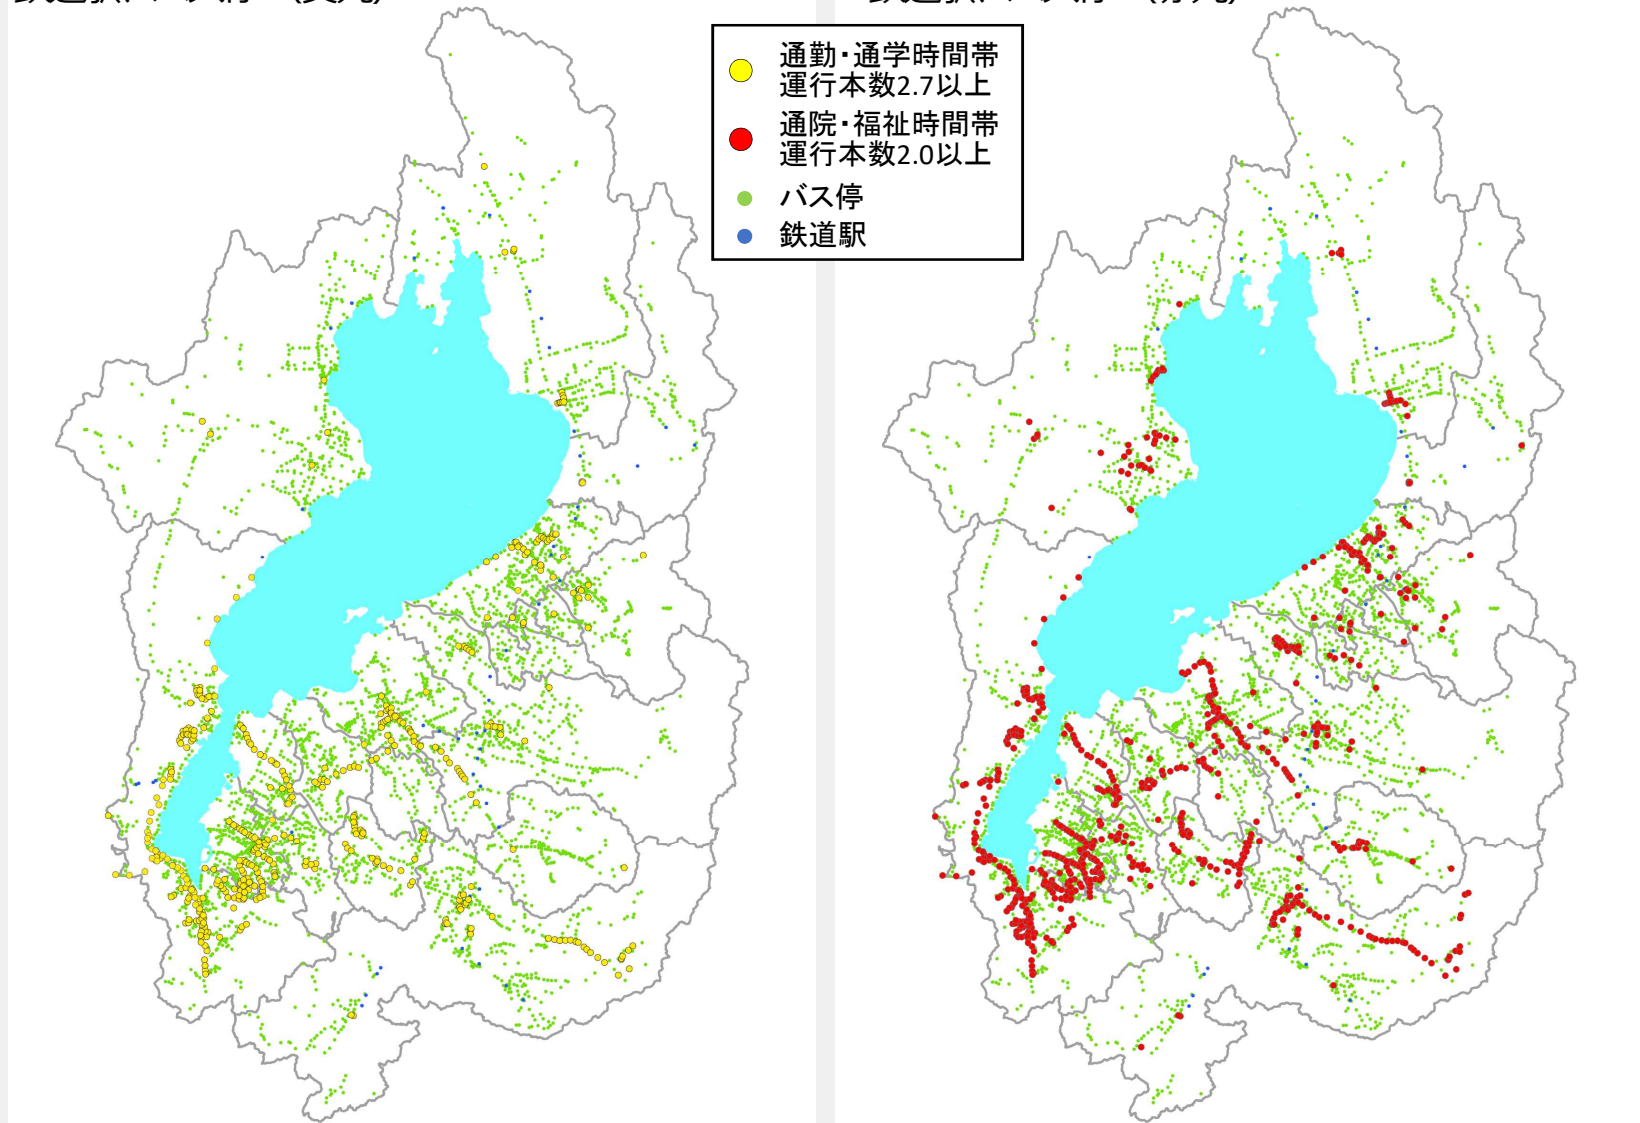 通勤・通学時間帯
運行本数2.7以上
通院・福祉時間帯
運行本数2.0以上
バス停
鉄道駅